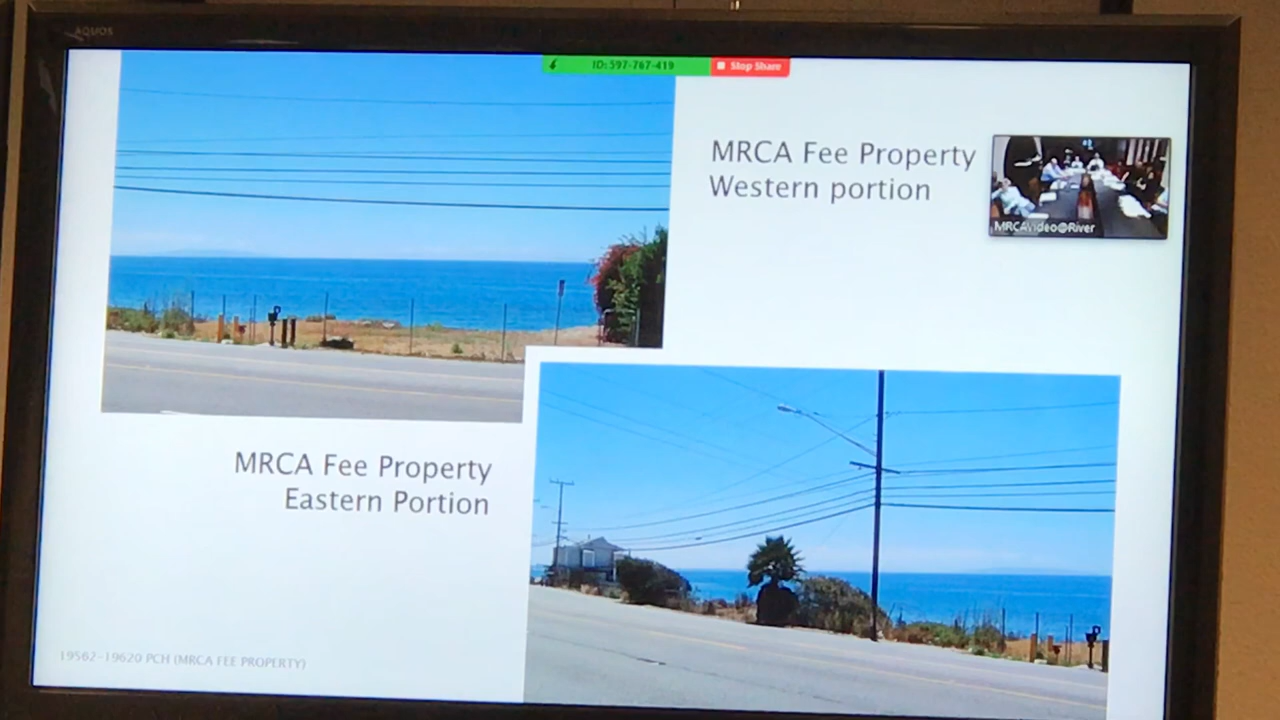 AQUOS
ID: 597-767-419
Stop Share
MRCA Fee Property
Western portion
MRCAVideo@River
MRCA Fee Property
Eastern Portion
19562-19620 PCH (MRCA FEE PROPERTY)